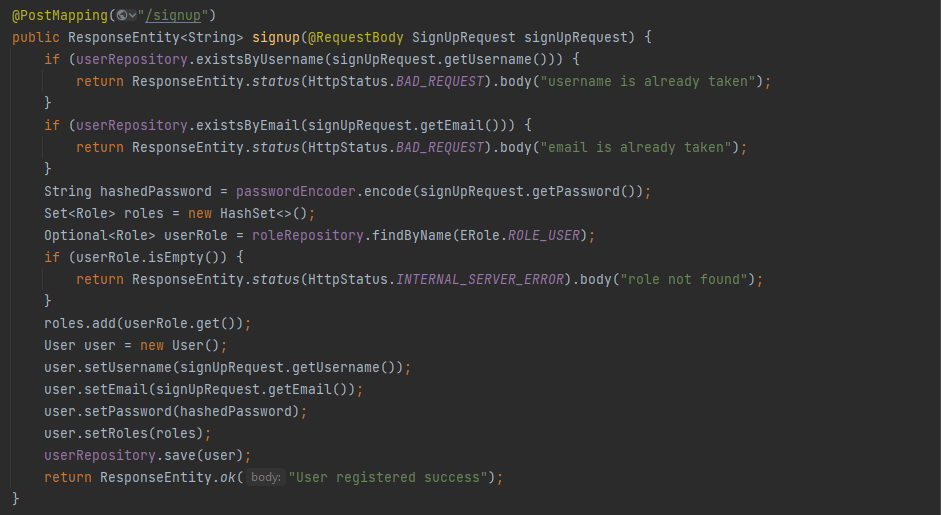 @PostMapping("/signup")
public ResponseEntity<String> signup(@RequestBody SignUpRequest signUpRequest) {
    if (userRepository.existsByUsername(signUpRequest.getUsername())) {
        return ResponseEntity.status(HttpStatus.BAD_REQUEST).body("username is already taken");
    }
    if (userRepository.existsByEmail(signUpRequest.getEmail())) {
        return ResponseEntity.status(HttpStatus.BAD_REQUEST).body("email is already taken");
    }
    String hashedPassword = passwordEncoder.encode(signUpRequest.getPassword());
    Set<Role> roles = new HashSet<>();
    Optional<Role> userRole = roleRepository.findByName(ERole.ROLE_USER);
    if (userRole.isEmpty()) {
        return ResponseEntity.status(HttpStatus.INTERNAL_SERVER_ERROR).body("role not found");
    }
    roles.add(userRole.get());
    User user = new User();
    user.setUsername(signUpRequest.getUsername());
    user.setEmail(signUpRequest.getEmail());
    user.setPassword(hashedPassword);
    user.setRoles(roles);
    userRepository.save(user);
    return ResponseEntity.ok( body: "User registered success");
}